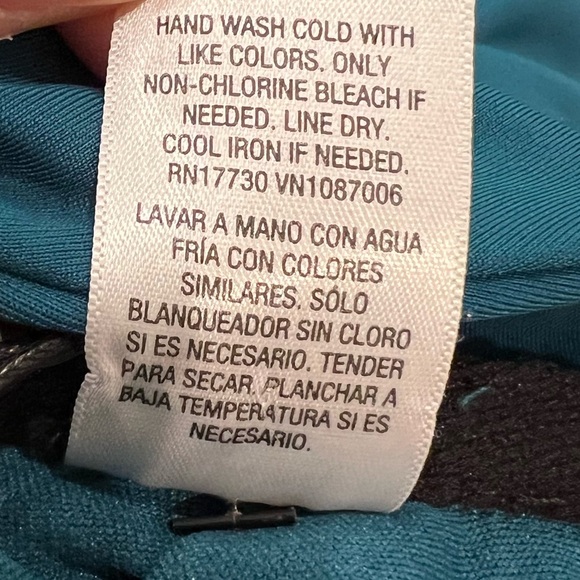 HAND WASH COLD WITH
LIKE COLORS. ONLY
NON-CHLORINE BLEACH IF
NEEDED. LINE DRY.
COOL IRON IF NEEDED.
RN17730 VN1087006
LAVAR A MANO CON AGUA
FRÍA CON COLORES
SIMILARES. SÓLO
BLANQUEADOR SIN CLORO
SI ES NECESARIO. TENDER
PARA SECAR. PLANCHAR A
BAJA TEMPERATURA SI ES
NECESARIO.